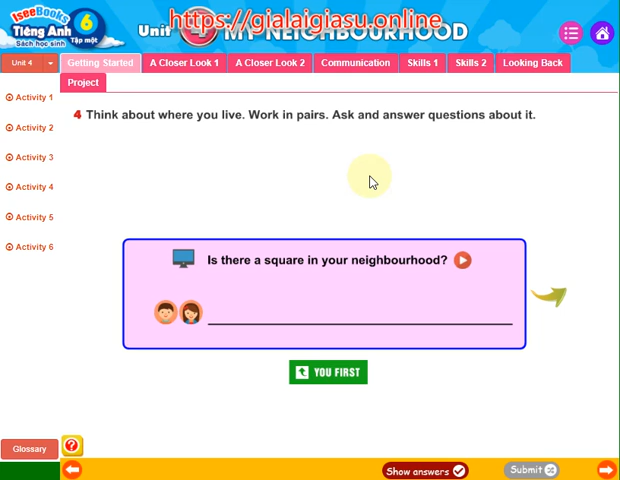 IseeBooks
Tiếng Anh 6
Tập một
Sách học sinh
https://gialaigiasu.online
Unit 4 MY NEIGHBOURHOOD
Unit 4
Getting Started
A Closer Look 1
A Closer Look 2
Communication
Skills 1
Skills 2
Looking Back
Project
Activity 1
Activity 2
Activity 3
Activity 4
Activity 5
Activity 6
4 Think about where you live. Work in pairs. Ask and answer questions about it.
Is there a square in your neighbourhood?
YOU FIRST
Glossary
?
Show answers
Submit